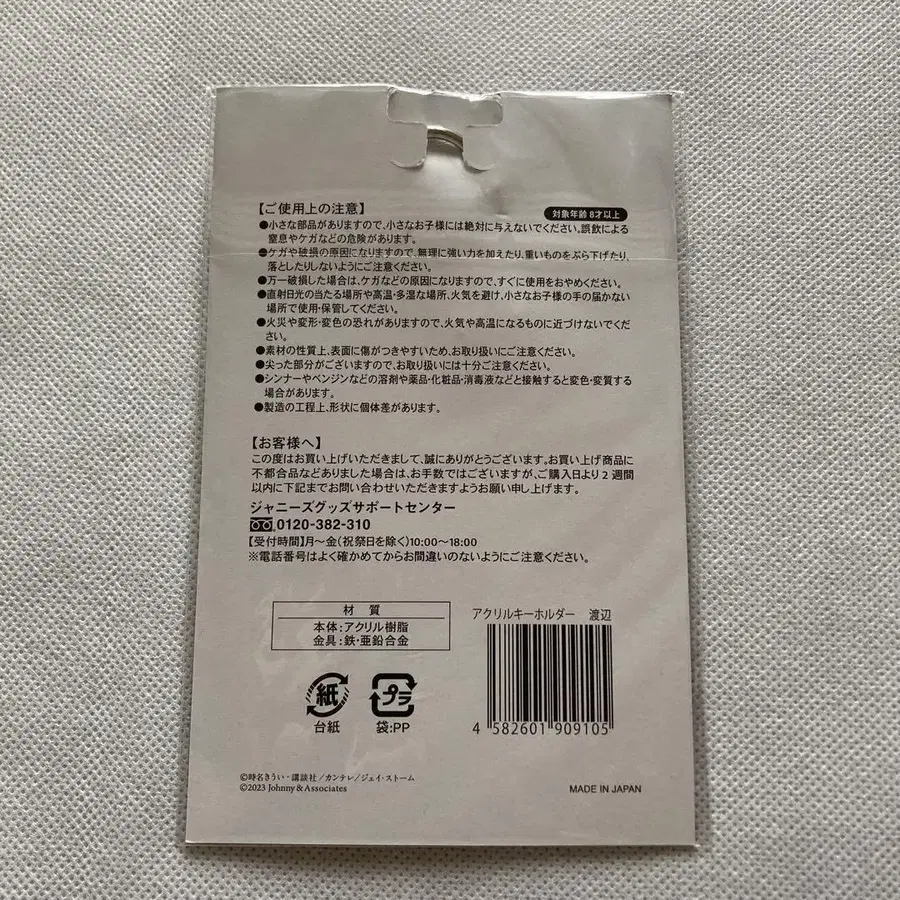 【ご使用上の注意】
対象年齢 8才以上
●小さな部品がありますので、小さなお子様には絶対に与えないでください。誤飲による
窒息やケガなどの危険があります。
●ケガや破損の原因になりますので、無理に強い力を加えたり、重いものをぶら下げたり、
落としたりしないようにご注意ください。
●万一破損した場合は、ケガなどの原因になりますので、すぐに使用をおやめください。
●直射日光の当たる場所や高温・多湿な場所、火気を避け、小さなお子様の手の届かない
場所で使用・保管してください。
●火災や変形・変色の恐れがありますので、火気や高温になるものに近づけないでくだ
さい。
●素材の性質上、表面に傷がつきやすいため、お取り扱いにご注意ください。
●尖った部分がございますので、お取り扱いには十分ご注意ください。
●シンナーやベンジンなどの溶剤や薬品・化粧品・消毒液などと接触すると変色・変質する
場合があります。
●製造の工程上、形状に個体差があります。
【お客様へ】
この度はお買い上げいただきまして、誠にありがとうございます。お買い上げ商品に
不都合品などありました場合は、お手数ではございますが、ご購入日より2週間
以内に下記までお問い合わせいただきますようお願い申し上げます。
ジャニーズグッズサポートセンター
0120-382-310
【受付時間】月〜金(祝祭日を除く)10:00〜18:00
※電話番号はよく確かめてからお間違いのないようにご注意ください。
材 質
本体:アクリル樹脂
金具:鉄・亜鉛合金
アクリルキーホルダー 渡辺
紙
台紙
プラ
袋:PP
4 582601 909105
©時名きうい・講談社/カンテレ/ジェイ・ストーム
©2023 Johnny & Associates
MADE IN JAPAN